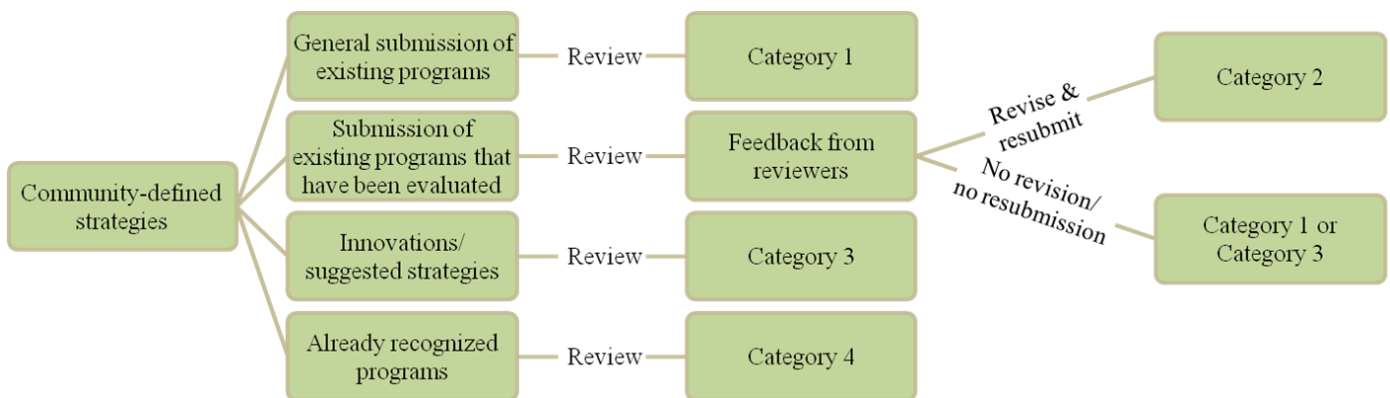 Community-defined
strategies
General submission of
existing programs
Review
Category 1
Submission of
existing programs that
have been evaluated
Review
Feedback from
reviewers
Revise &
resubmit
Category 2
No revision/
no resubmission
Category 1 or
Category 3
Innovations/
suggested strategies
Review
Category 3
Already recognized
programs
Review
Category 4